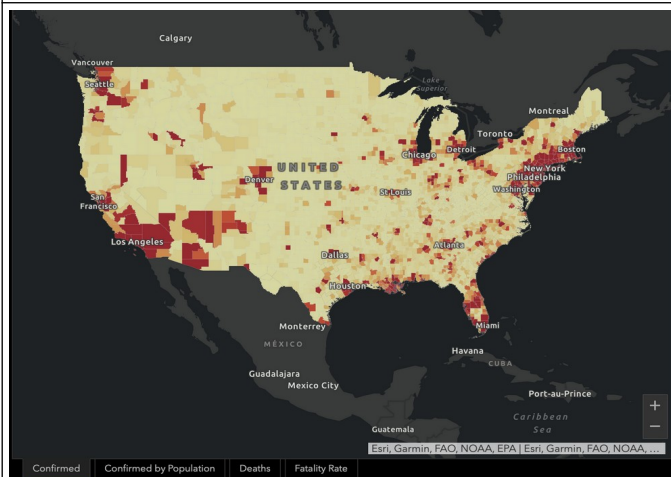 Calgary
Vancouver
Seattle
Lake
Superior
Montreal
Toronto
Boston
Chicago
Detroit
New York
Philadelphia
UNITED
STATES
Denver
St Louis
Washington
San
Francisco
Los Angeles
Atlanta
Dallas
Houston
Monterrey
Miami
MÉXICO
Havana
CUBA
Guadalajara
Mexico City
Port-au-Prince
Caribbean
Sea
Guatemala
+
−
Esri, Garmin, FAO, NOAA, EPA | Esri, Garmin, FAO, NOAA, ...
Confirmed
Confirmed by Population
Deaths
Fatality Rate